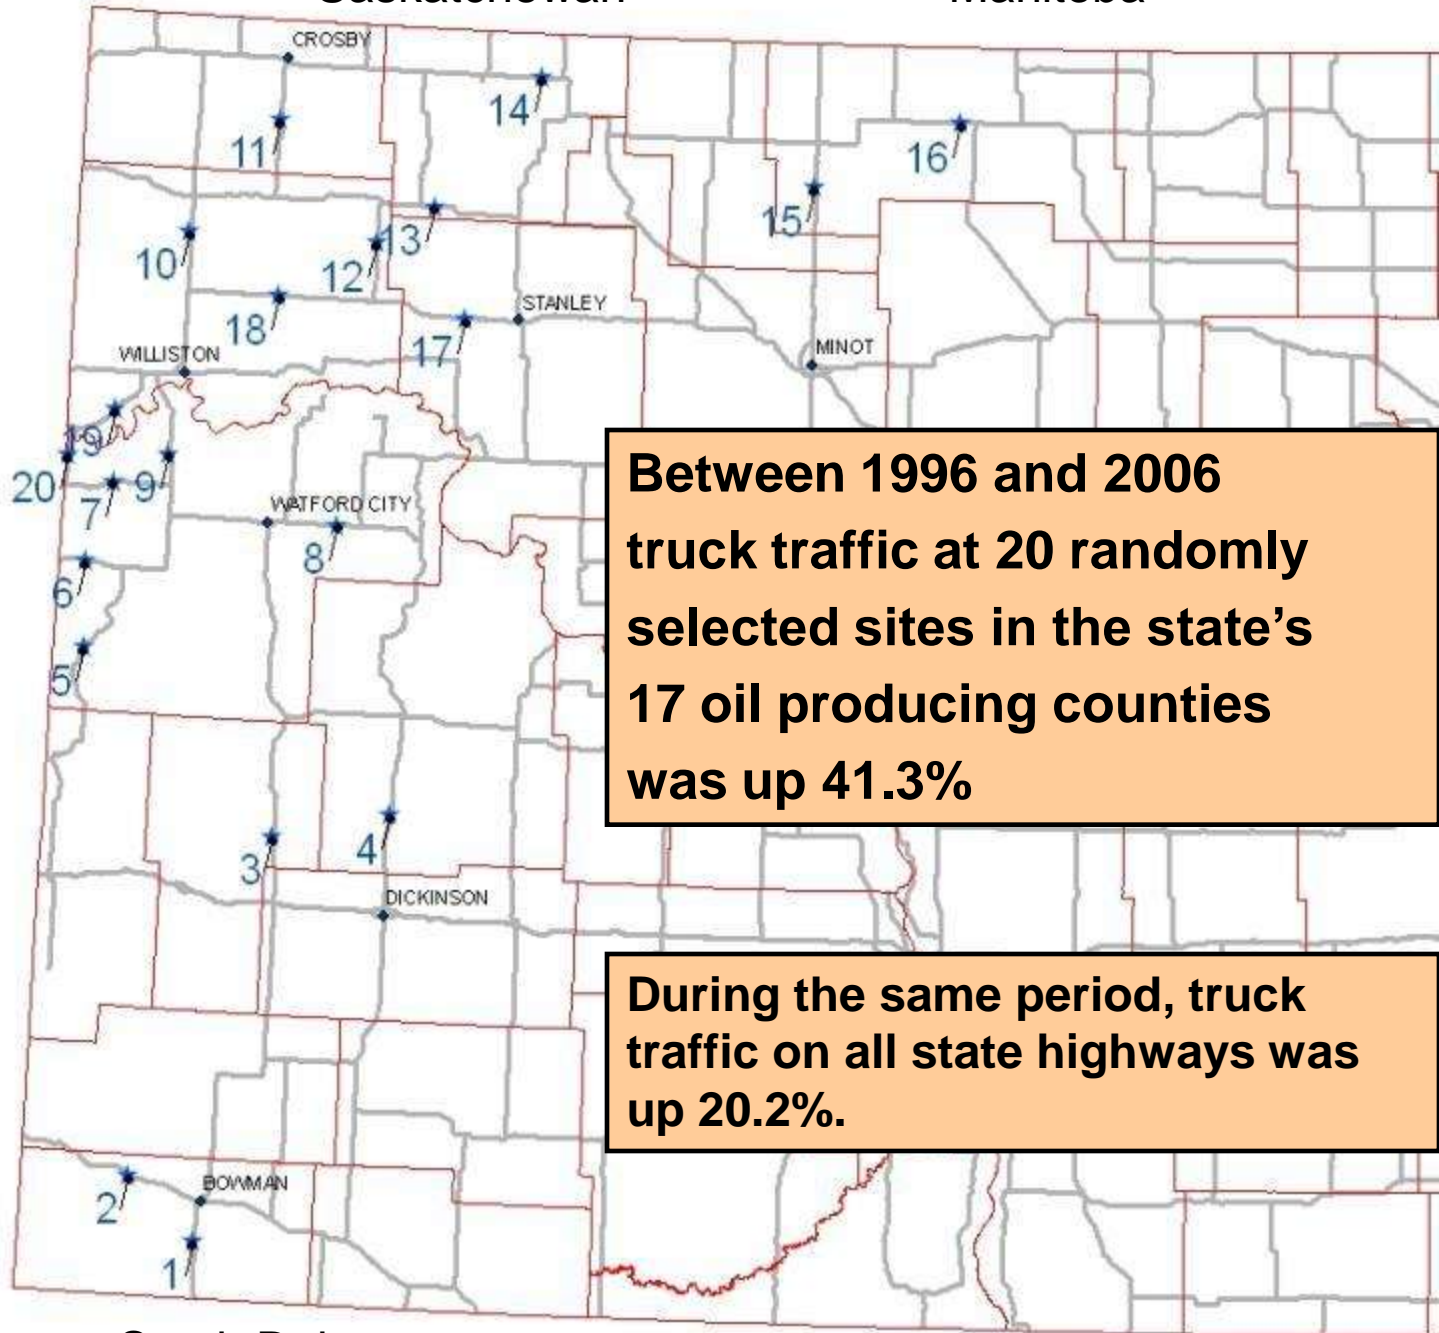 CROSBY
14
11
16
15
13
10
12
STANLEY
18
17
WILLISTON
MINOT
19
20
9
7
WATFORD CITY
8
6
5
Between 1996 and 2006
truck traffic at 20 randomly
selected sites in the state’s
17 oil producing counties
was up 41.3%
4
3
DICKINSON
During the same period, truck
traffic on all state highways was
up 20.2%.
BOWMAN
2
1